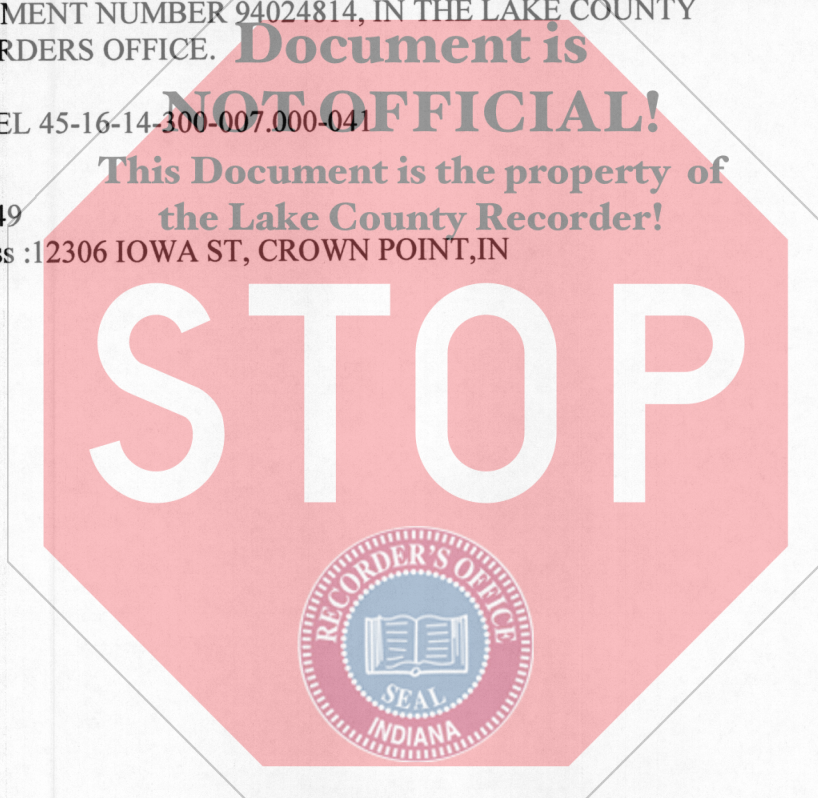 MENT NUMBER 94024814, IN THE LAKE COUNTY
RDERS OFFICE.
Document is
NOT OFFICIAL!
EL 45-16-14-300-007.000-041
This Document is the property of
the Lake County Recorder!
49
ss :12306 IOWA ST, CROWN POINT,IN
STOP
RECORDER'S OFFICE
SEAL
INDIANA